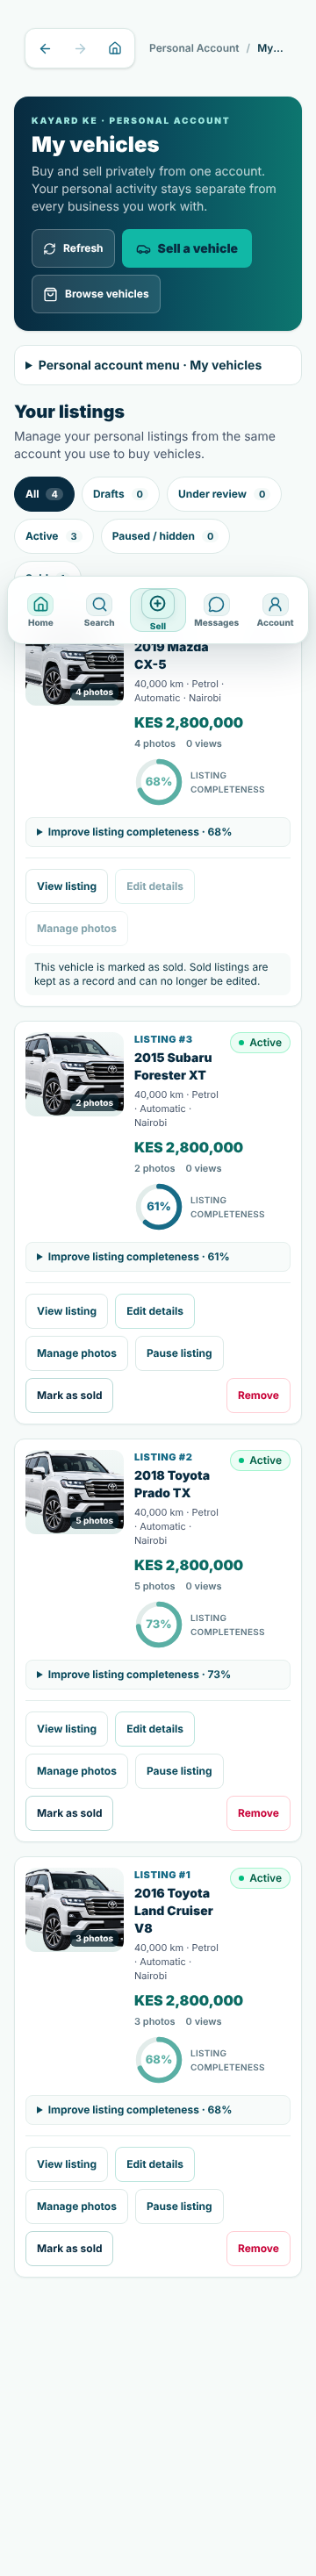 Personal Account / My...
KAYARD KE · PERSONAL ACCOUNT
My vehicles
Buy and sell privately from one account.
Your personal activity stays separate from
every business you work with.
Refresh
Sell a vehicle
Browse vehicles
Personal account menu · My vehicles
Your listings
Manage your personal listings from the same
account you use to buy vehicles.
All 4
Drafts 0
Under review 0
Active 3
Paused / hidden 0
Home
Search
Sell
Messages
Account
2019 Mazda
CX-5
4 photos
40,000 km · Petrol ·
Automatic · Nairobi
KES 2,800,000
4 photos 0 views
68%
LISTING
COMPLETENESS
Improve listing completeness · 68%
View listing
Edit details
Manage photos
This vehicle is marked as sold. Sold listings are
kept as a record and can no longer be edited.
2 photos
LISTING #3
Active
2015 Subaru
Forester XT
40,000 km · Petrol
· Automatic ·
Nairobi
KES 2,800,000
2 photos 0 views
61%
LISTING
COMPLETENESS
Improve listing completeness · 61%
View listing
Edit details
Manage photos
Pause listing
Mark as sold
Remove
5 photos
LISTING #2
Active
2018 Toyota
Prado TX
40,000 km · Petrol
· Automatic ·
Nairobi
KES 2,800,000
5 photos 0 views
73%
LISTING
COMPLETENESS
Improve listing completeness · 73%
View listing
Edit details
Manage photos
Pause listing
Mark as sold
Remove
3 photos
LISTING #1
Active
2016 Toyota
Land Cruiser
V8
40,000 km · Petrol
· Automatic ·
Nairobi
KES 2,800,000
3 photos 0 views
68%
LISTING
COMPLETENESS
Improve listing completeness · 68%
View listing
Edit details
Manage photos
Pause listing
Mark as sold
Remove